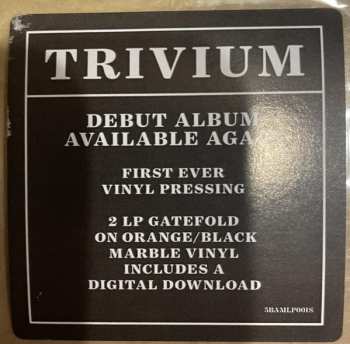 TRIVIUM
DEBUT ALBUM
AVAILABLE AGA
FIRST EVER
VINYL PRESSING
2 LP GATEFOLD
ON ORANGE/BLACK
MARBLE VINYL
INCLUDES A
DIGITAL DOWNLOAD
5BAMLP001S